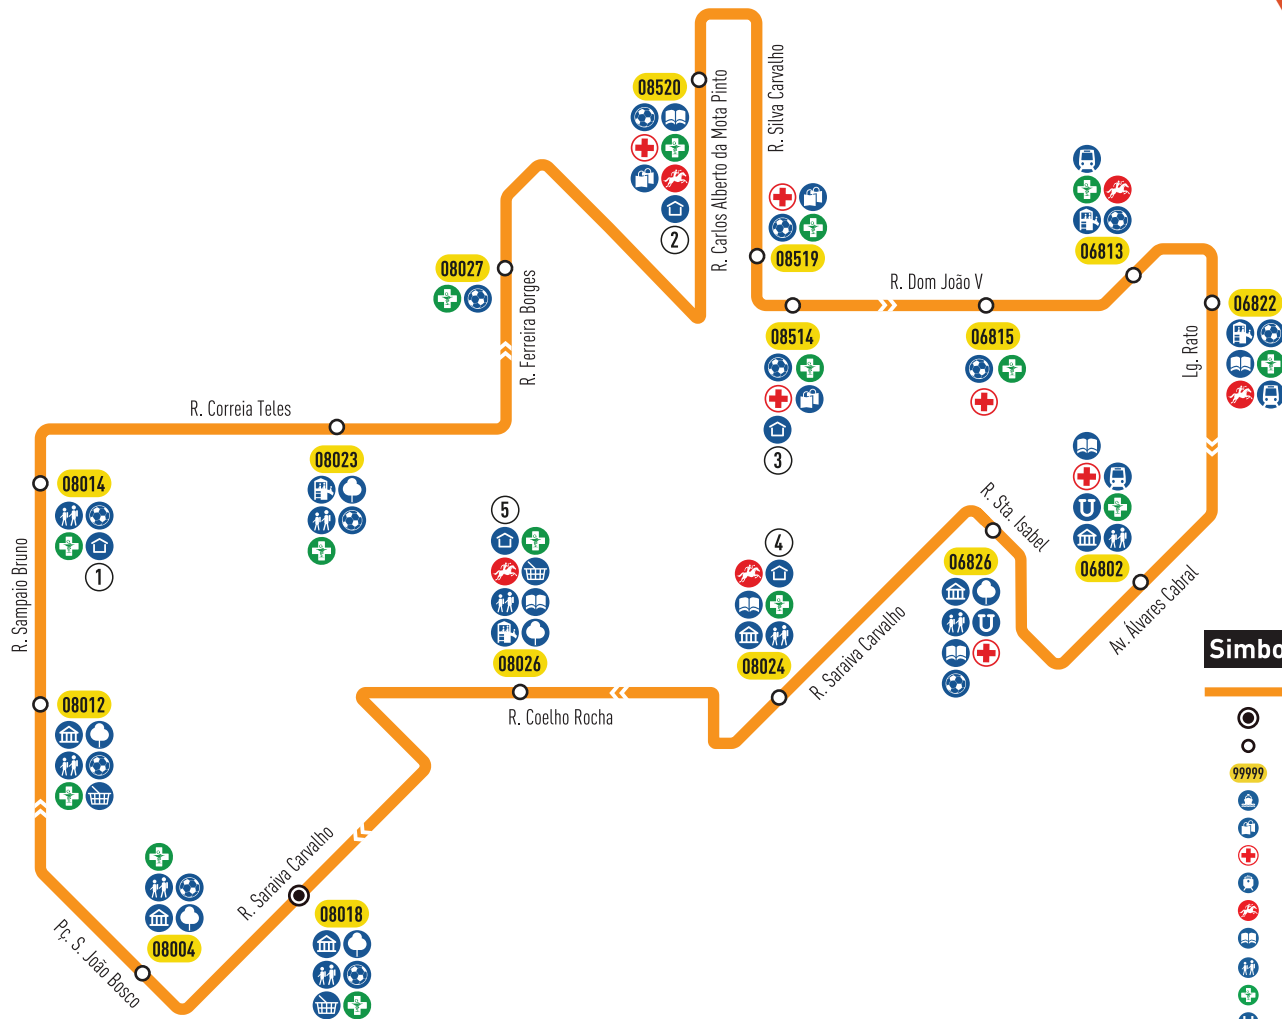 08520
R. Carlos Alberto da Mota Pinto
R. Silva Carvalho
2
08519
06813
08027
R. Ferreira Borges
R. Dom João V
06822
Lg. Rato
08514
3
06815
R. Correia Teles
08014
1
08023
R. Sampaio Bruno
5
08026
4
08024
R. Sta. Isabel
06826
06802
Av. Álvares Cabral
R. Saraiva Carvalho
R. Coelho Rocha
08012
R. Saraiva Carvalho
08018
08004
Pç. S. João Bosco
Simbo
99999